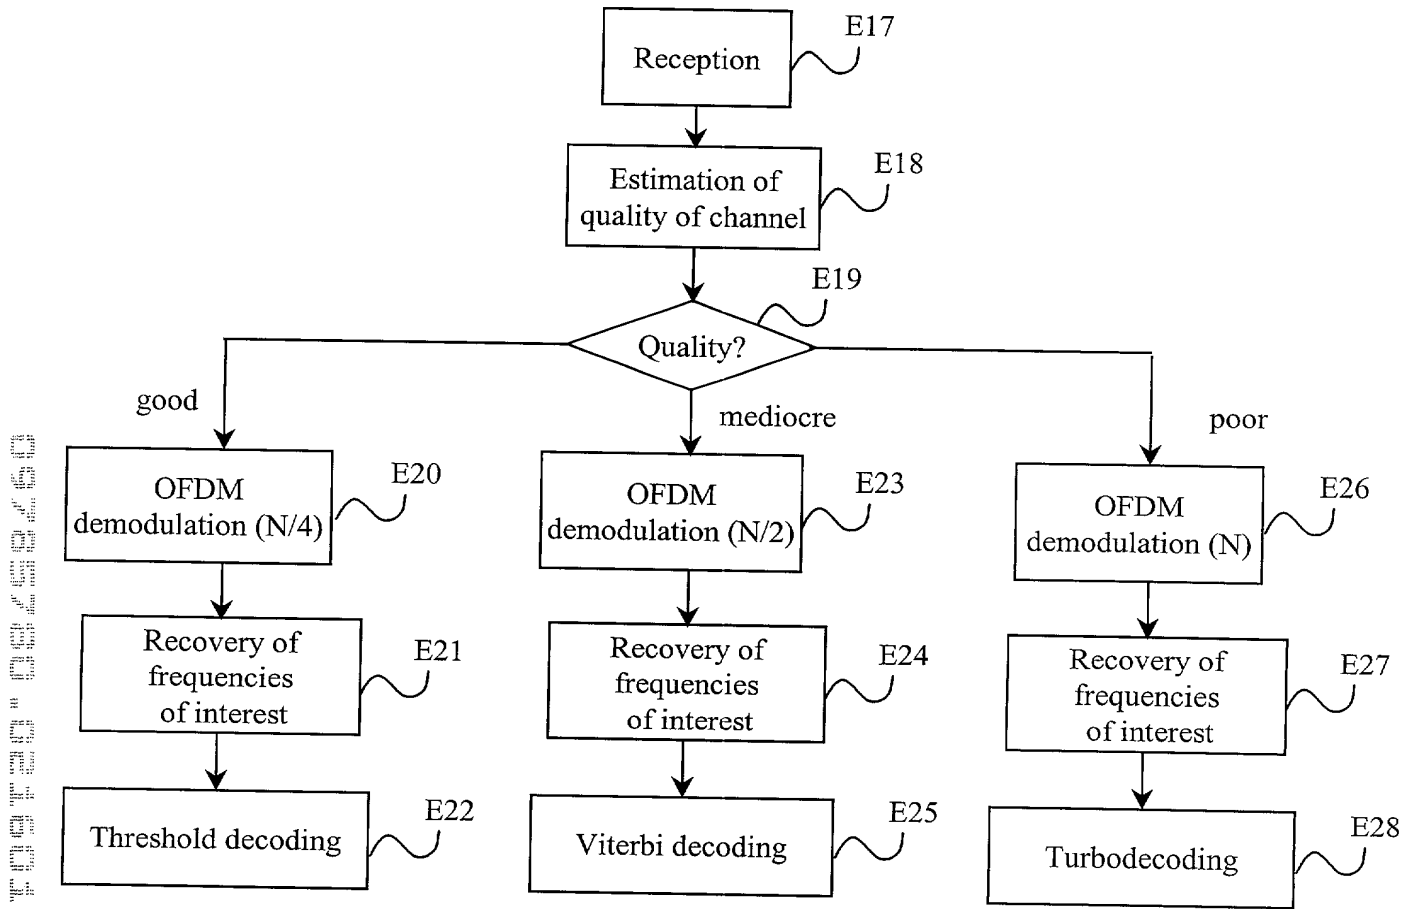 E17
Reception
E18
Estimation of
quality of channel
E19
Quality?
good
mediocre
poor
E20
OFDM
demodulation (N/4)
E23
OFDM
demodulation (N/2)
E26
OFDM
demodulation (N)
E21
Recovery of
frequencies
of interest
E24
Recovery of
frequencies
of interest
E27
Recovery of
frequencies
of interest
E22
Threshold decoding
E25
Viterbi decoding
E28
Turbodecoding